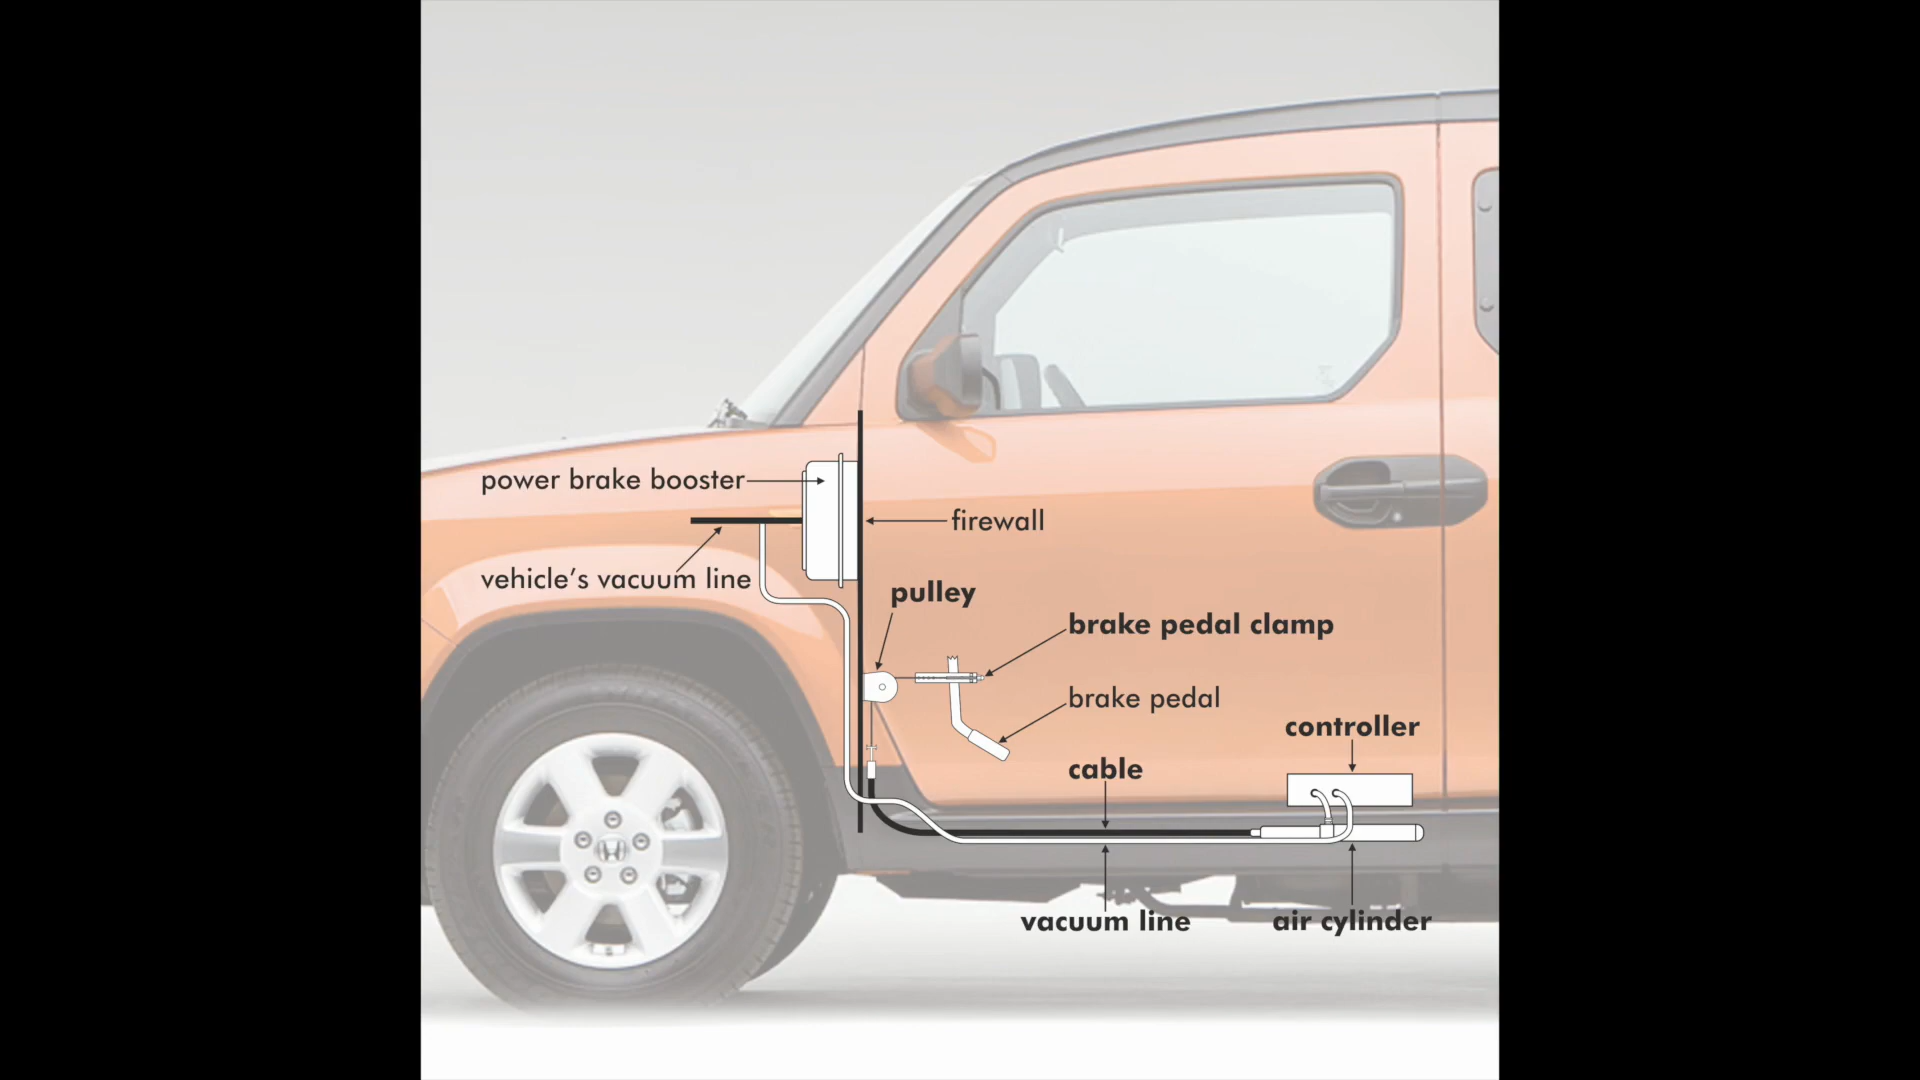 power brake booster
firewall
vehicle's vacuum line
pulley
brake pedal clamp
brake pedal
controller
cable
vacuum line
air cylinder